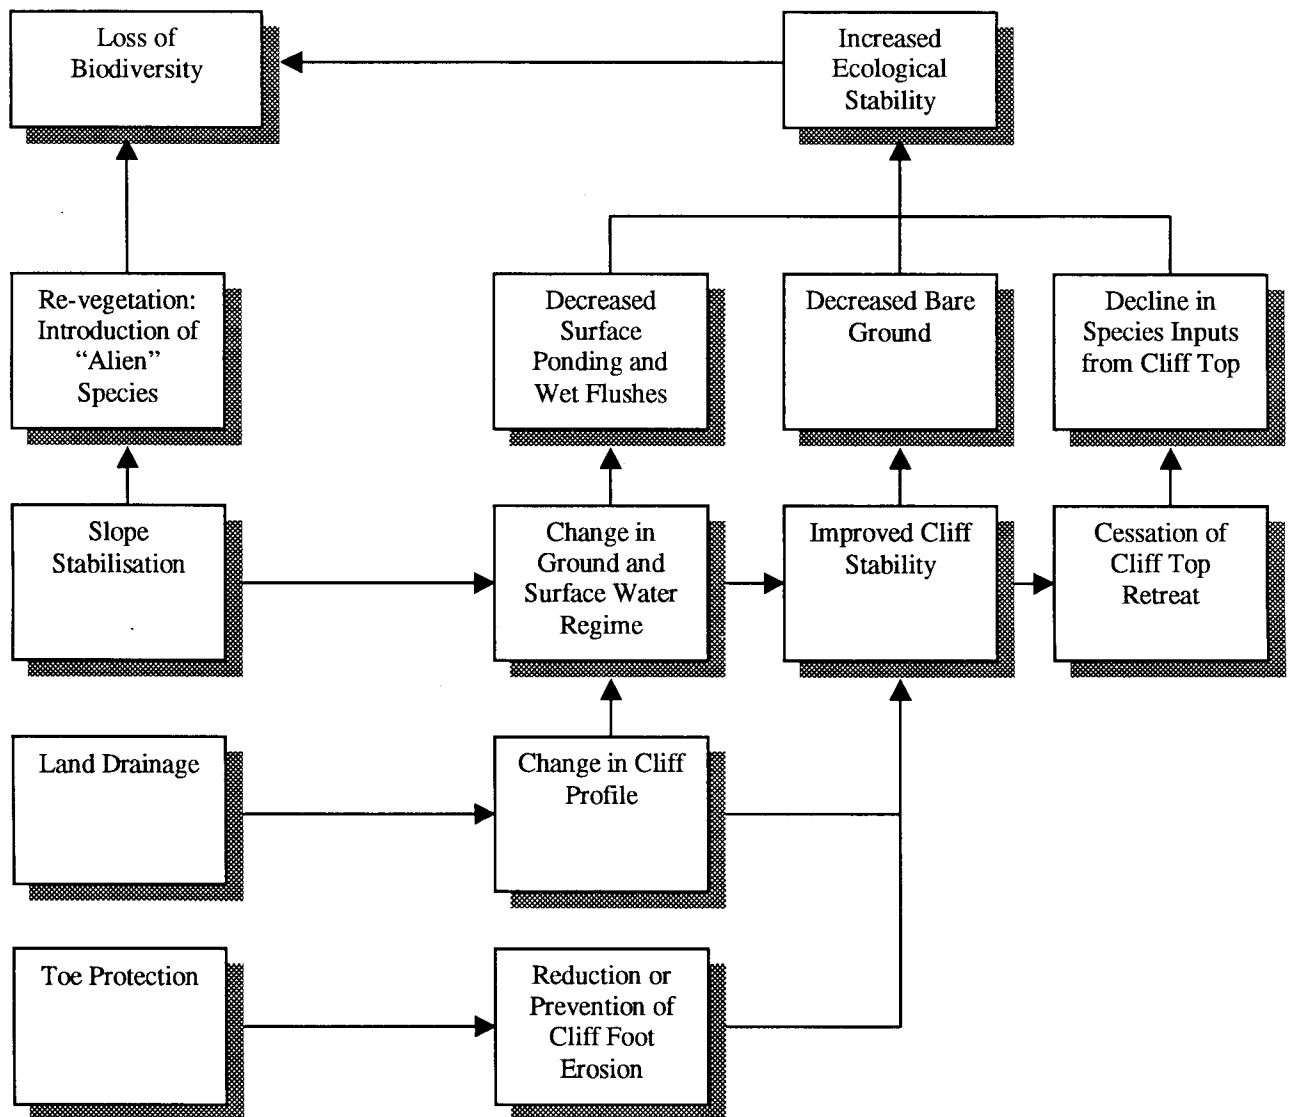 Loss of
Biodiversity
Increased
Ecological
Stability
Re-vegetation:
Introduction of
“Alien”
Species
Decreased
Surface
Ponding and
Wet Flushes
Decreased Bare
Ground
Decline in
Species Inputs
from Cliff Top
Slope
Stabilisation
Change in
Ground and
Surface Water
Regime
Improved Cliff
Stability
Cessation of
Cliff Top
Retreat
Land Drainage
Change in Cliff
Profile
Toe Protection
Reduction or
Prevention of
Cliff Foot
Erosion